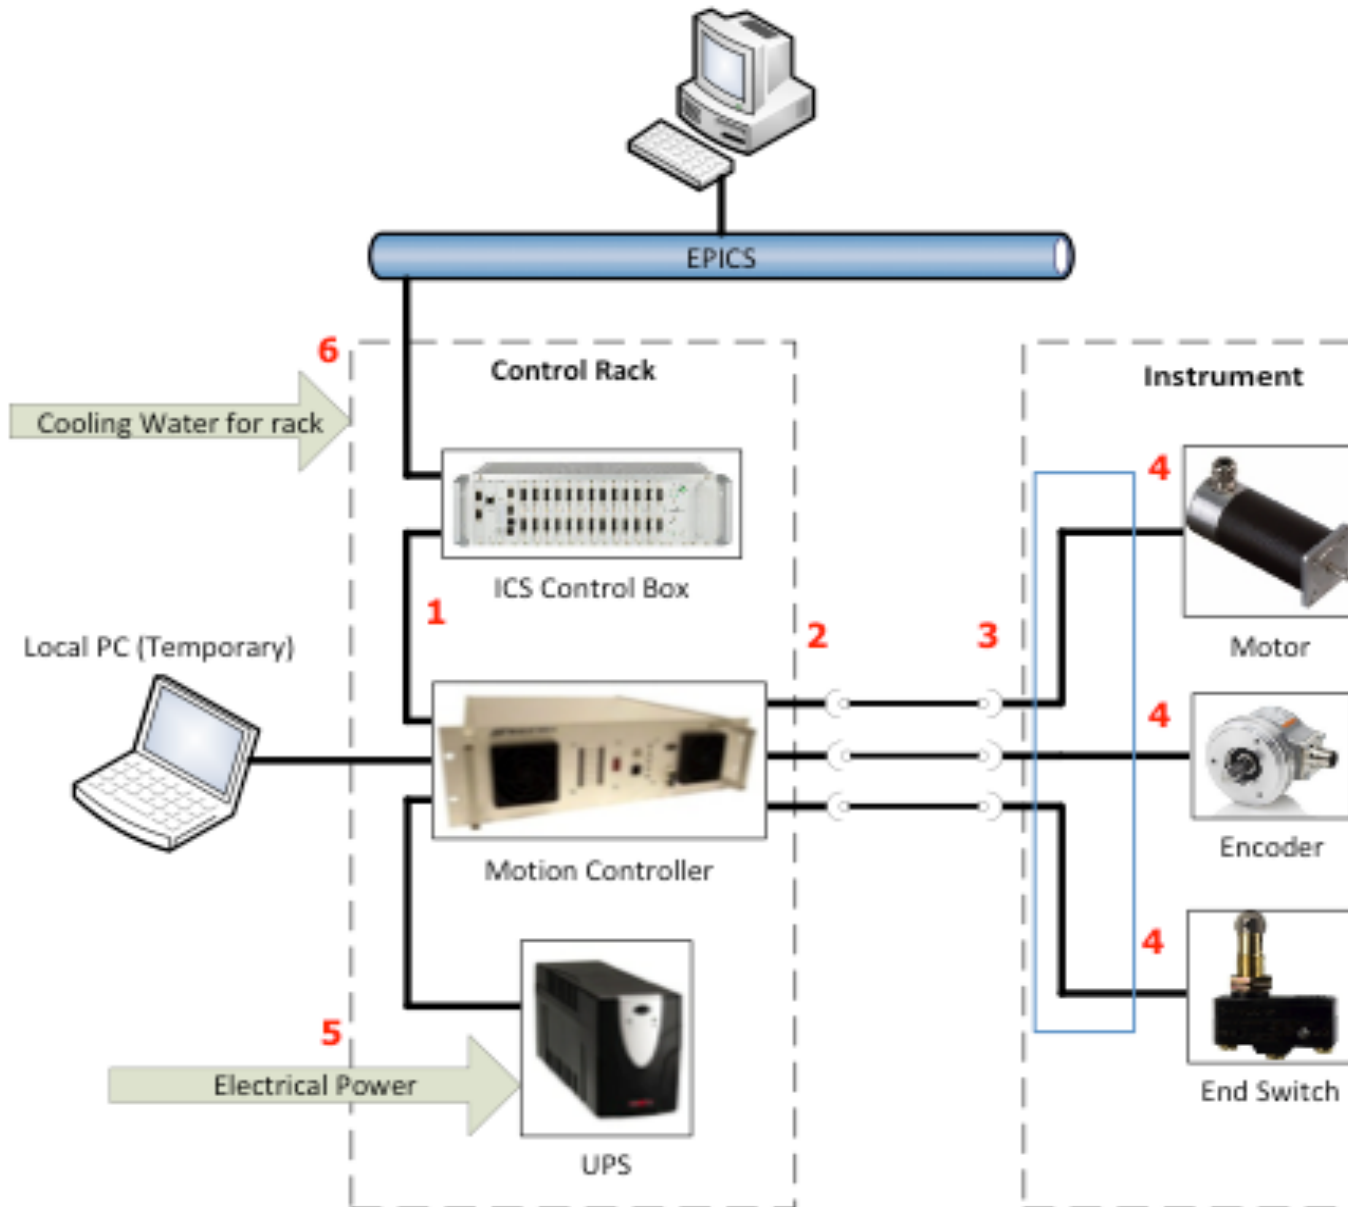 EPICS
6
Control Rack
Instrument
Cooling Water for rack
4
ICS Control Box
1
2
3
Local PC (Temporary)
Motor
4
Motion Controller
Encoder
4
5
Electrical Power
End Switch
UPS